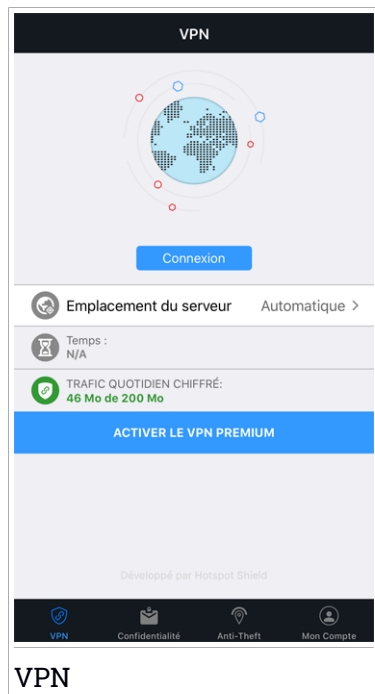 VPN
Connexion
Emplacement du serveur Automatique >
Temps :
N/A
TRAFIC QUOTIDIEN CHIFFRÉ:
46 Mo de 200 Mo
ACTIVER LE VPN PREMIUM
Développé par Hotspot Shield
VPN Confidentialité Anti-Theft Mon Compte
VPN